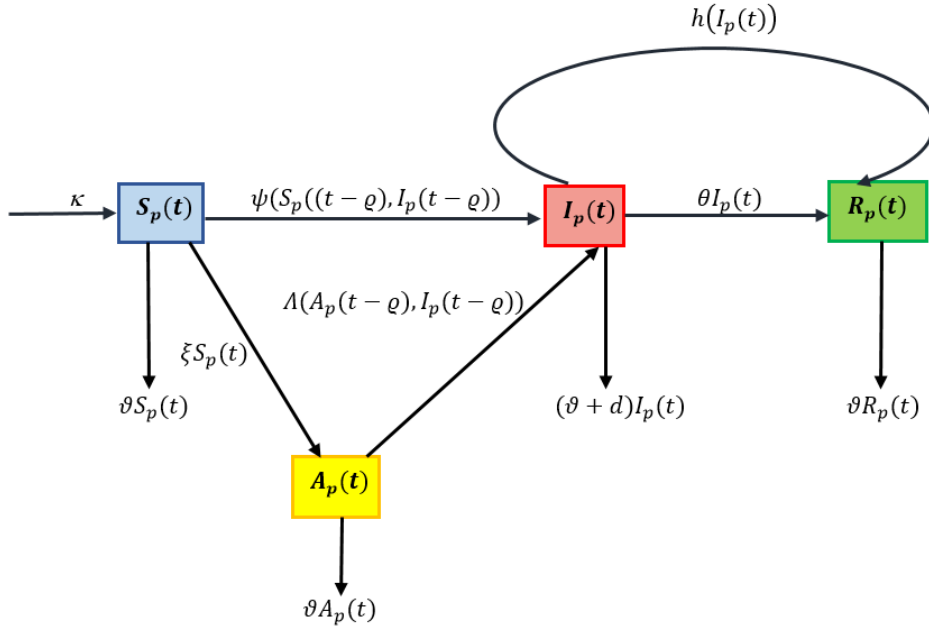 h(I_p(t))
κ
S_p(t)
ψ(S_p((t − ϱ), I_p(t − ϱ))
I_p(t)
θI_p(t)
R_p(t)
Λ(A_p(t − ϱ), I_p(t − ϱ))
ξS_p(t)
ϑS_p(t)
(ϑ + d)I_p(t)
ϑR_p(t)
A_p(t)
ϑA_p(t)